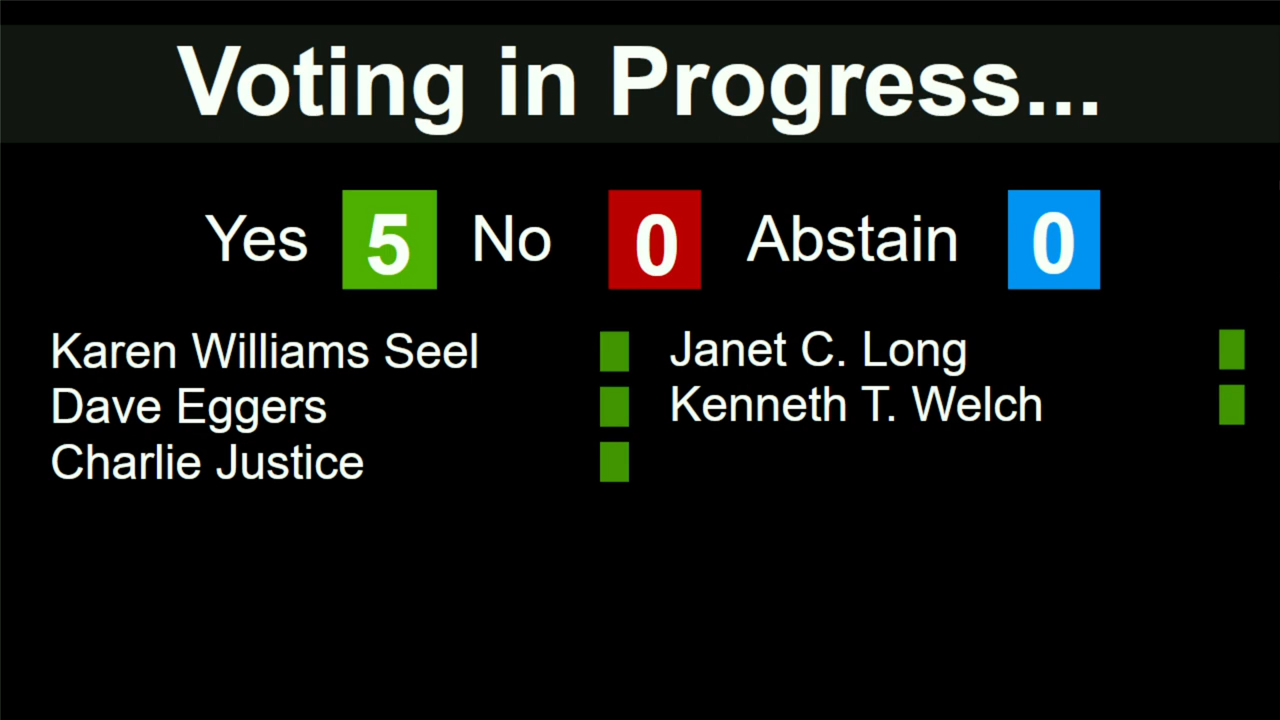 Voting in Progress...
Yes 5 No 0 Abstain 0
Karen Williams Seel
Janet C. Long
Dave Eggers
Kenneth T. Welch
Charlie Justice